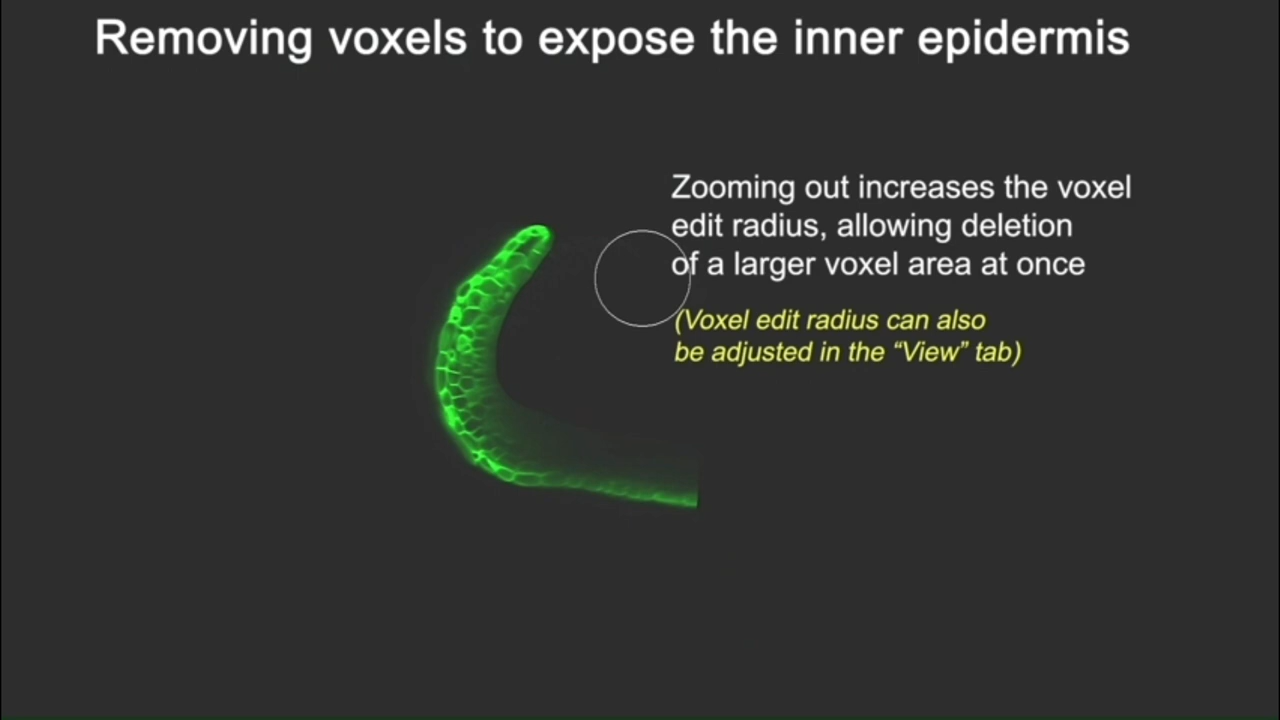 Removing voxels to expose the inner epidermis
Zooming out increases the voxel
edit radius, allowing deletion
of a larger voxel area at once
(Voxel edit radius can also
be adjusted in the “View” tab)